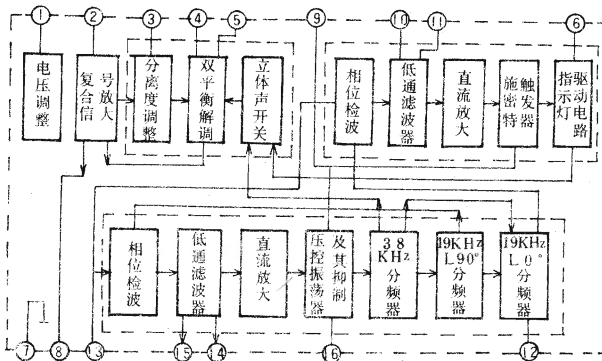 ① ② ③ ④ ⑤ ⑨ ⑩ ⑪ ⑥
电压调整
复合信号放大
分离度调整
双平衡解调
立体声开关
相位检波
低通滤波器
直流放大
施密特触发器
指示灯驱动电路
相位检波
低通滤波器
直流放大
压控振荡器及其抑制
38KHz分频器
19KHz L90°分频器
19KHz L0°分频器
⑦ ⑧ ⑬ ⑮ ⑭ ⑯ ⑫